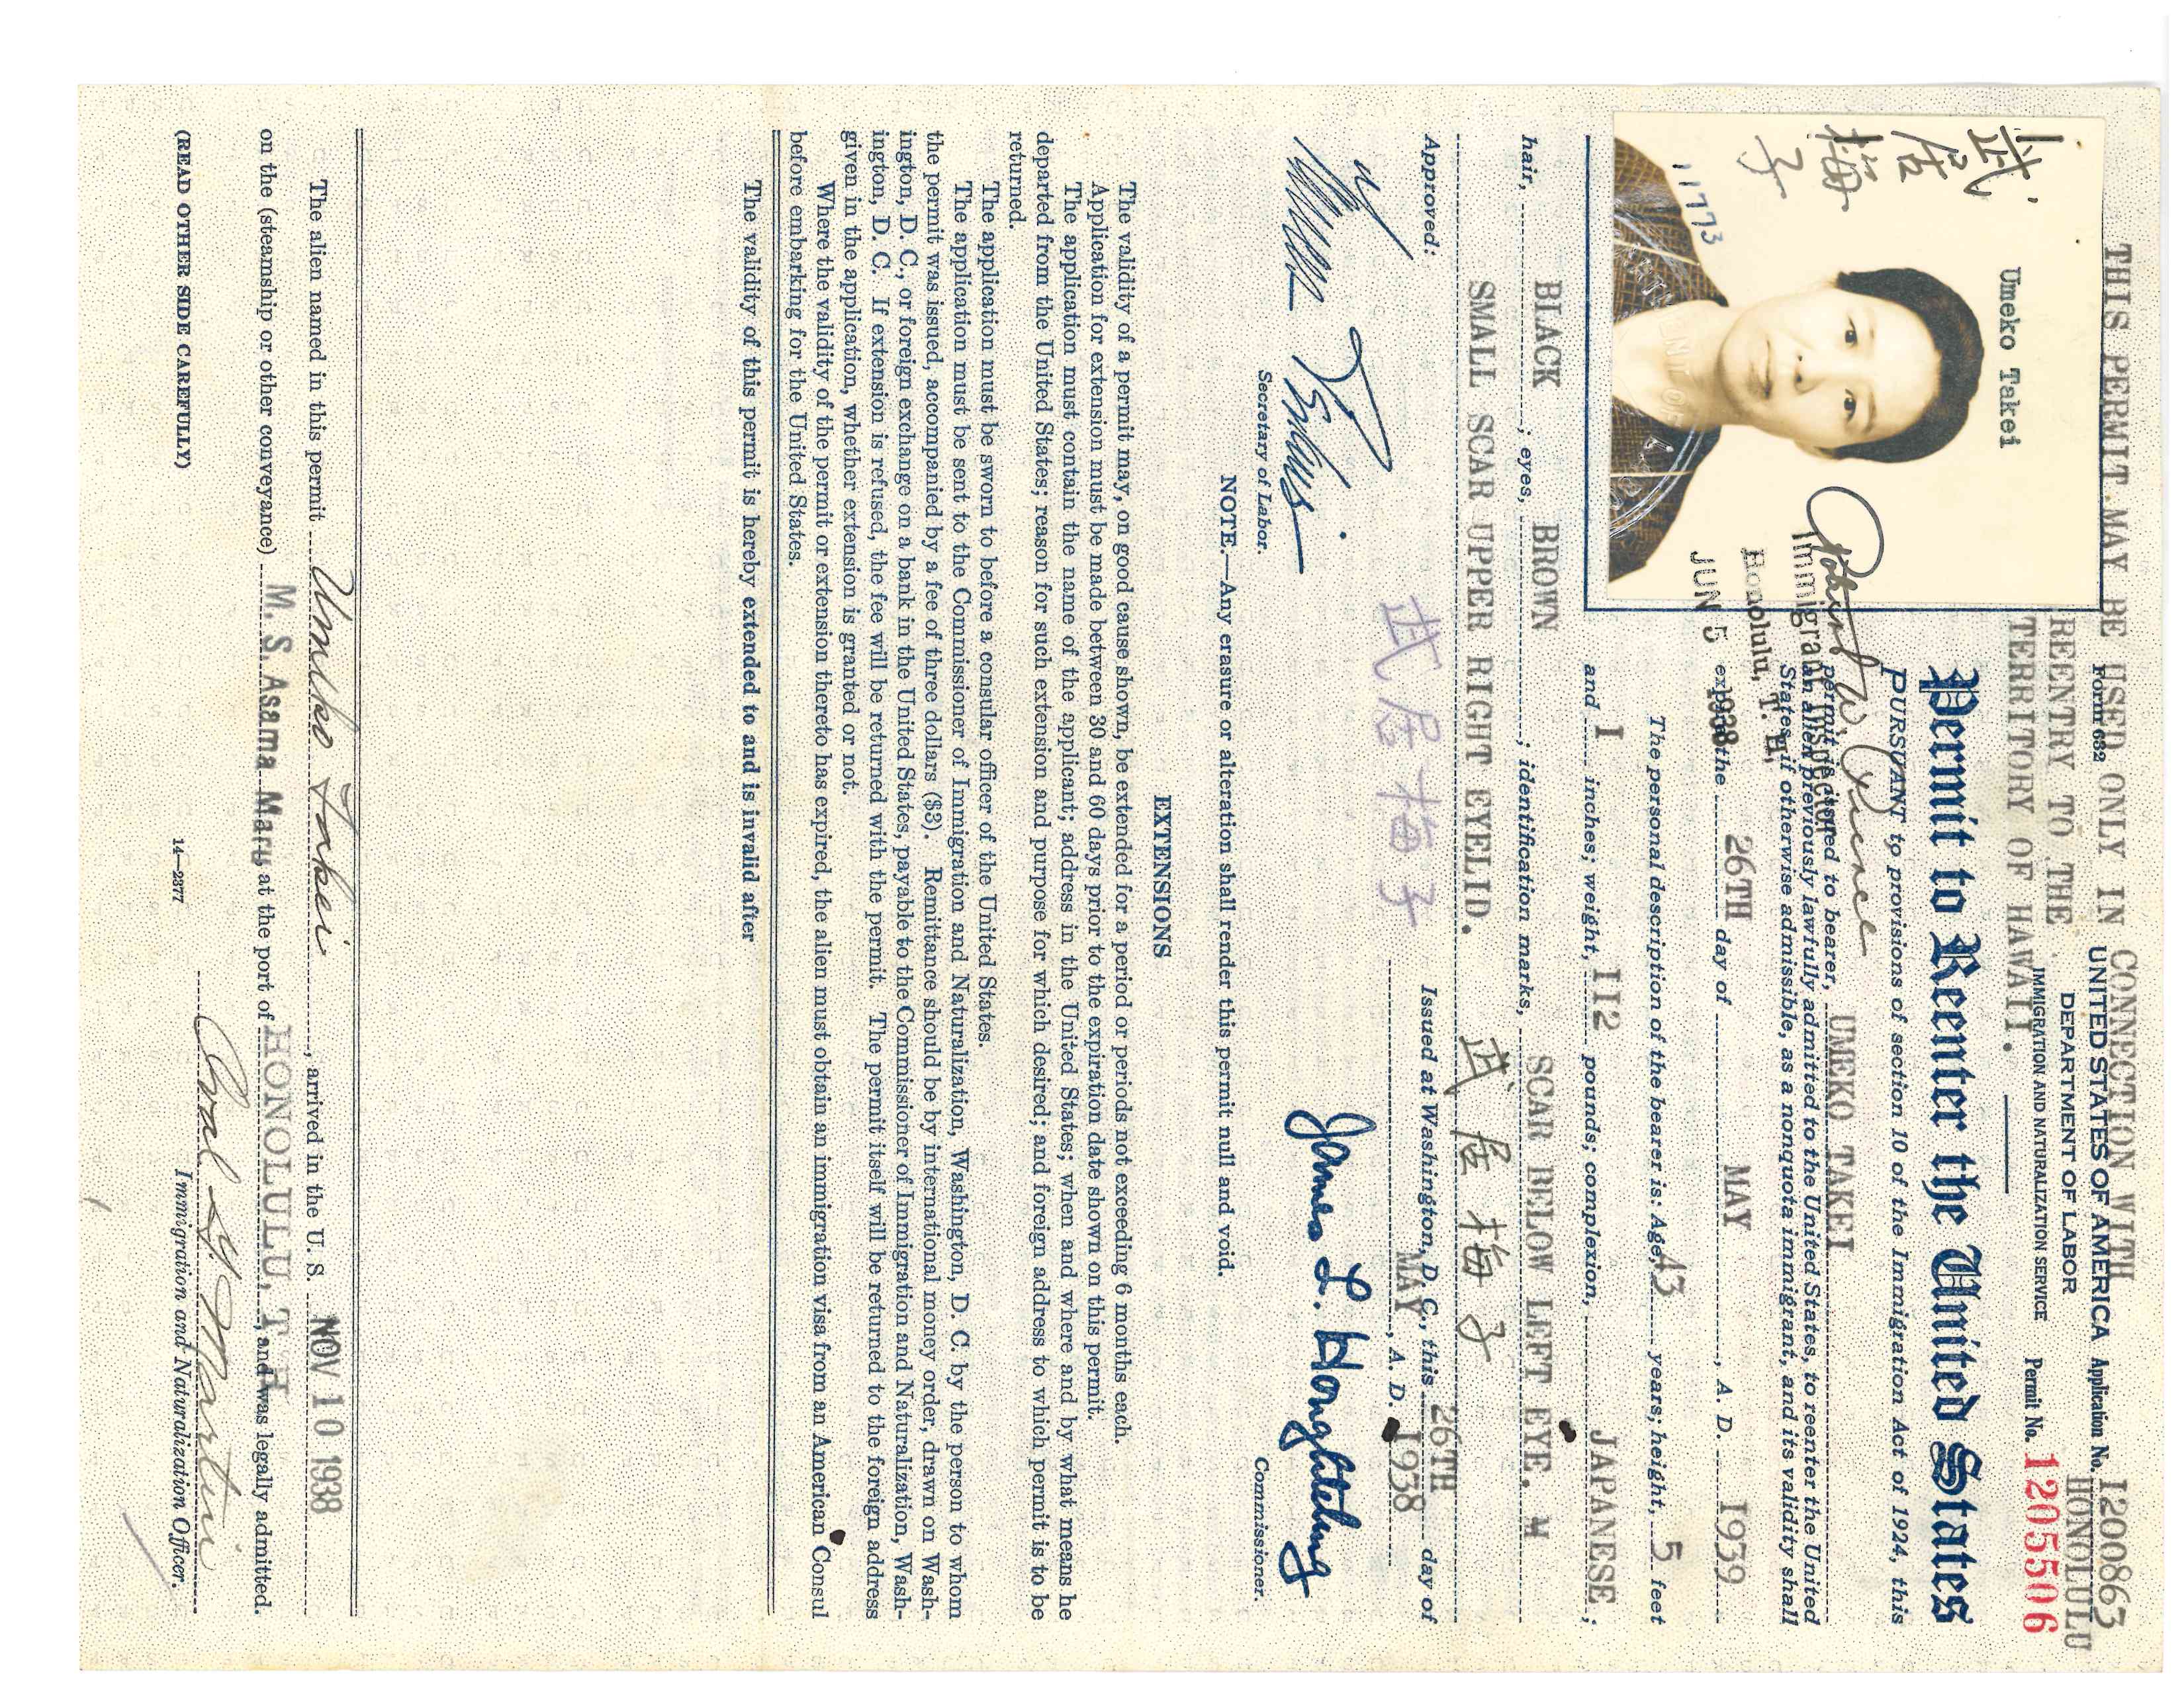 THIS PERMIT MAY BE USED ONLY IN CONNECTION WITH
REENTRY TO THE
TERRITORY OF HAWAII.
Form 632
UNITED STATES OF AMERICA
DEPARTMENT OF LABOR
IMMIGRATION AND NATURALIZATION SERVICE
Application No. 1200863
HONOLULU
Permit No. 1205506
武居梅子
Umeko Takei
11773
Permit to Reenter the United States
PURSUANT to provisions of section 10 of the Immigration Act of 1924, this
permit is issued to bearer, UMEKO TAKEI
an alien previously lawfully admitted to the United States, to reenter the United
States, if otherwise admissible, as a nonquota immigrant, and its validity shall
expire the 26TH day of MAY, A. D. 1939
Robert W. Pierce
Immigrant Inspector
Honolulu, T. H.
JUN 5 1938
The personal description of the bearer is: Age, 43 years; height, 5 feet
and 1 inches; weight, 112 pounds; complexion, JAPANESE;
hair, BLACK; eyes, BROWN; identification marks, SCAR BELOW LEFT EYE.
SMALL SCAR UPPER RIGHT EYELID. 武居梅子
Approved:
武居梅子
Issued at Washington, D. C., this 26TH day of
MAY, A. D. 1938
Frances Perkins
Secretary of Labor.
James L. Houghteling
Commissioner.
NOTE.—Any erasure or alteration shall render this permit null and void.
EXTENSIONS
The validity of a permit may, on good cause shown, be extended for a period or periods not exceeding 6 months each.
Application for extension must be made between 30 and 60 days prior to the expiration date shown on this permit.
The application must contain the name of the applicant; address in the United States; when and where and by what means he
departed from the United States; reason for such extension and purpose for which desired; and foreign address to which permit is to be
returned.
The application must be sworn to before a consular officer of the United States.
The application must be sent to the Commissioner of Immigration and Naturalization, Washington, D. C. by the person to whom
the permit was issued, accompanied by a fee of three dollars ($3). Remittance should be by international money order, drawn on Wash-
ington, D. C., or foreign exchange on a bank in the United States, payable to the Commissioner of Immigration and Naturalization, Wash-
ington, D. C. If extension is refused, the fee will be returned with the permit. The permit itself will be returned to the foreign address
given in the application, whether extension is granted or not.
Where the validity of the permit or extension thereto has expired, the alien must obtain an immigration visa from an American Consul
before embarking for the United States.
The validity of this permit is hereby extended to and is invalid after
The alien named in this permit Umeko Takei, arrived in the U. S. NOV 10 1938
on the (steamship or other conveyance) M. S. Asama Maru, at the port of HONOLULU, T. H, and was legally admitted.
Oval G. Martin
Immigration and Naturalization Officer.
(READ OTHER SIDE CAREFULLY)
14—2377